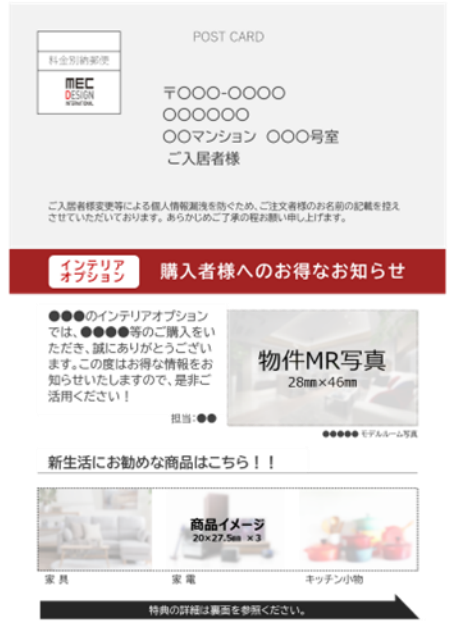 POST CARD
料金別納郵便
MEC
DESIGN
INTERNATIONAL
〒〇〇〇-〇〇〇〇
〇〇〇〇〇〇
〇〇マンション 〇〇〇号室
ご入居者様
ご入居者様変更等による個人情報漏洩を防ぐため、ご注文者様のお名前の記載を控え
させていただいております。あらかじめご了承の程お願い申し上げます。
インテリア
オプション
購入者様へのお得なお知らせ
●●●のインテリアオプション
では、●●●●等のご購入をい
ただき、誠にありがとうござい
ます。この度はお得な情報をお
知らせいたしますので、是非ご
活用ください！
担当:●●
物件MR写真
28㎜×46㎜
●●●●● モデルルーム写真
新生活にお勧めな商品はこちら！！
商品イメージ
20×27.5㎜ ×3
家具
家電
キッチン小物
特典の詳細は裏面を参照ください。